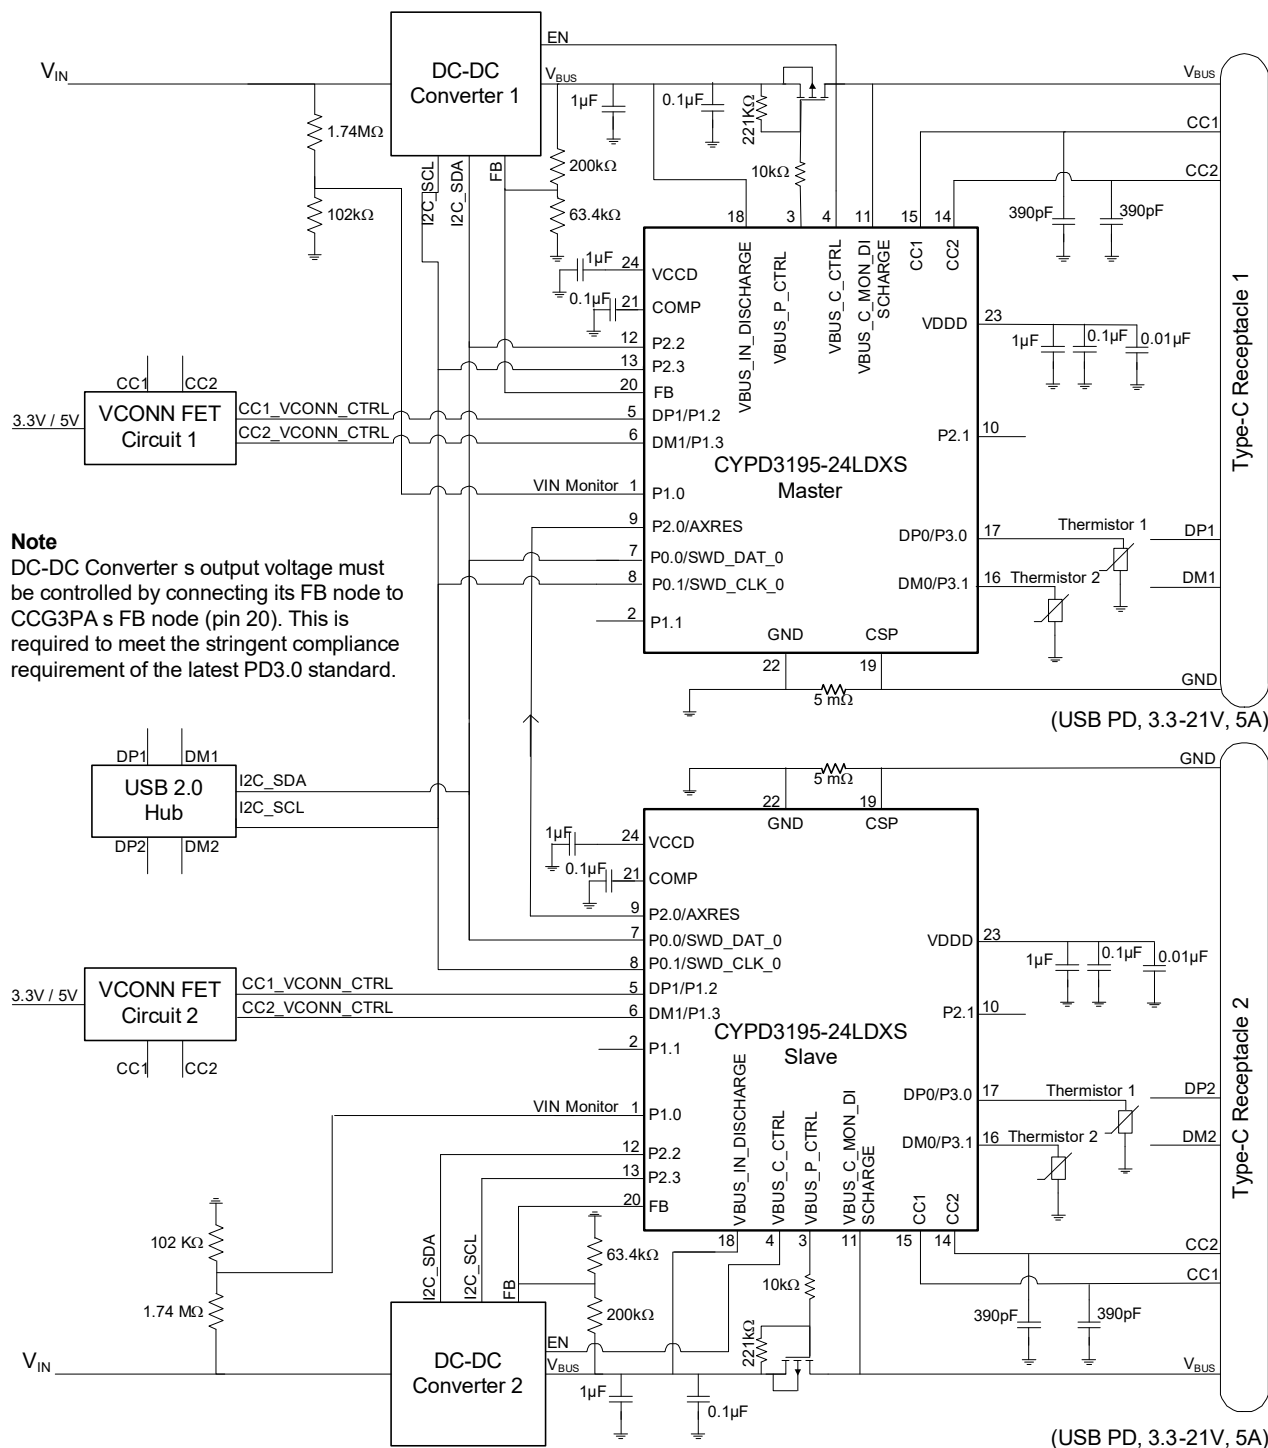 EN
V_IN
DC-DC
Converter 1
V_BUS
1µF
0.1µF
221KΩ
V_BUS
CC1
CC2
1.74MΩ
I2C_SCL
I2C_SDA
FB
200kΩ
10kΩ
102kΩ
63.4kΩ
390pF
390pF
18
3
4
11
15
14
VBUS_IN_DISCHARGE
VBUS_P_CTRL
VBUS_C_CTRL
VBUS_C_MON_DI
SCHARGE
CC1
CC2
1µF
24
VCCD
0.1µF
21
COMP
12
P2.2
13
P2.3
20
FB
VDDD
23
1µF
0.1µF
0.01µF
Type-C Receptacle 1
CC1
CC2
3.3V / 5V
VCONN FET
Circuit 1
CC1_VCONN_CTRL
CC2_VCONN_CTRL
5
DP1/P1.2
6
DM1/P1.3
P2.1
10
CYPD3195-24LDXS
Master
VIN Monitor
1
P1.0
9
P2.0/AXRES
7
P0.0/SWD_DAT_0
8
P0.1/SWD_CLK_0
2
P1.1
DP0/P3.0
17
Thermistor 1
DP1
DM0/P3.1
16
Thermistor 2
DM1
Note
DC-DC Converter s output voltage must
be controlled by connecting its FB node to
CCG3PA s FB node (pin 20). This is
required to meet the stringent compliance
requirement of the latest PD3.0 standard.
GND
CSP
22
19
5 mΩ
GND
(USB PD, 3.3-21V, 5A)
DP1
DM1
USB 2.0
Hub
I2C_SDA
I2C_SCL
DP2
DM2
GND
5 mΩ
22
19
GND
CSP
1µF
24
VCCD
0.1µF
21
COMP
9
P2.0/AXRES
7
P0.0/SWD_DAT_0
8
P0.1/SWD_CLK_0
5
DP1/P1.2
6
DM1/P1.3
2
P1.1
VDDD
23
1µF
0.1µF
0.01µF
3.3V / 5V
VCONN FET
Circuit 2
CC1_VCONN_CTRL
CC2_VCONN_CTRL
CC1
CC2
P2.1
10
CYPD3195-24LDXS
Slave
Type-C Receptacle 2
VIN Monitor
1
P1.0
12
P2.2
13
P2.3
20
FB
DP0/P3.0
17
Thermistor 1
DP2
DM0/P3.1
16
Thermistor 2
DM2
VBUS_IN_DISCHARGE
VBUS_C_CTRL
VBUS_P_CTRL
VBUS_C_MON_DI
SCHARGE
CC1
CC2
18
4
3
11
15
14
CC2
CC1
102 KΩ
1.74 MΩ
I2C_SDA
I2C_SCL
FB
63.4kΩ
200kΩ
10kΩ
221kΩ
390pF
390pF
V_IN
DC-DC
Converter 2
EN
V_BUS
1µF
0.1µF
V_BUS
(USB PD, 3.3-21V, 5A)